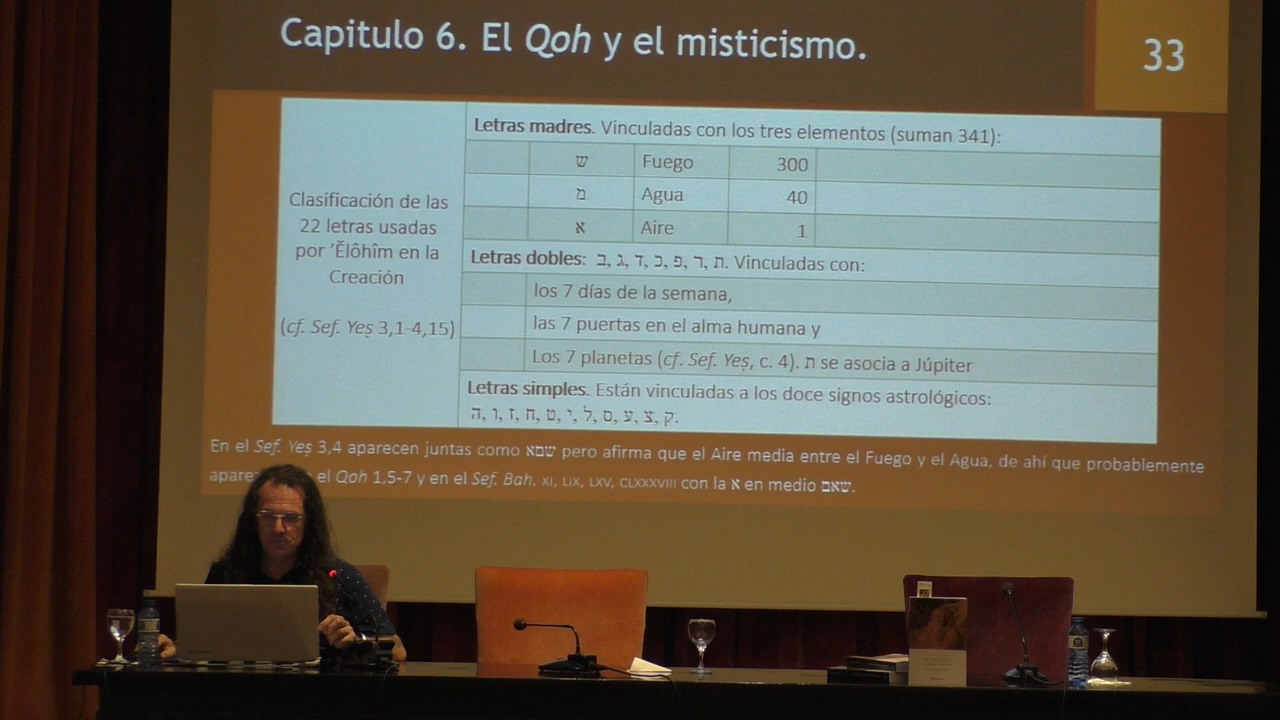 Capitulo 6. El Qoh y el misticismo.
33
Clasificación de las
22 letras usadas
por ’Ĕlôhîm en la
Creación
(cf. Sef. Yeṣ 3,1-4,15)
Letras madres. Vinculadas con los tres elementos (suman 341):
ש Fuego 300
מ Agua 40
א Aire 1
Letras dobles: ב, ג, ד, כ, פ, ר, ת. Vinculadas con:
los 7 días de la semana,
las 7 puertas en el alma humana y
Los 7 planetas (cf. Sef. Yeṣ, c. 4). ת se asocia a Júpiter
Letras simples. Están vinculadas a los doce signos astrológicos:
ה, ו, ז, ח, ט, י, ל, ס, ע, צ, ק.
En el Sef. Yeṣ 3,4 aparecen juntas como שמא pero afirma que el Aire media entre el Fuego y el Agua, de ahí que probablemente
el Qoh 1,5-7 y en el Sef. Bah. XI, LIX, LXV, CLXXXVIII con la א en medio שאם.